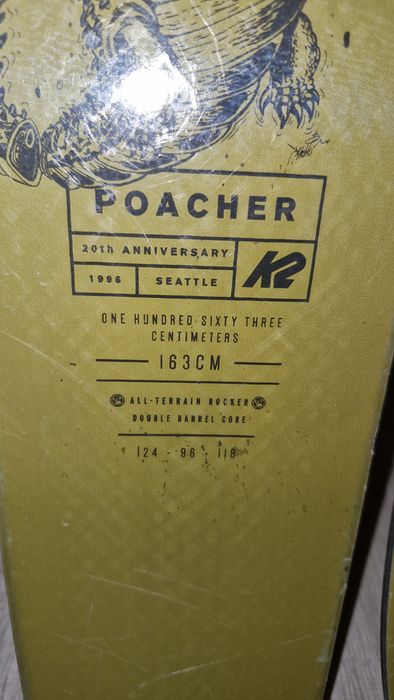 POACHER
20th ANNIVERSARY
1996 SEATTLE
K2
ONE HUNDRED-SIXTY THREE
CENTIMETERS
163CM
ALL-TERRAIN ROCKER
DOUBLE BARREL CORE
124 - 96 - 118